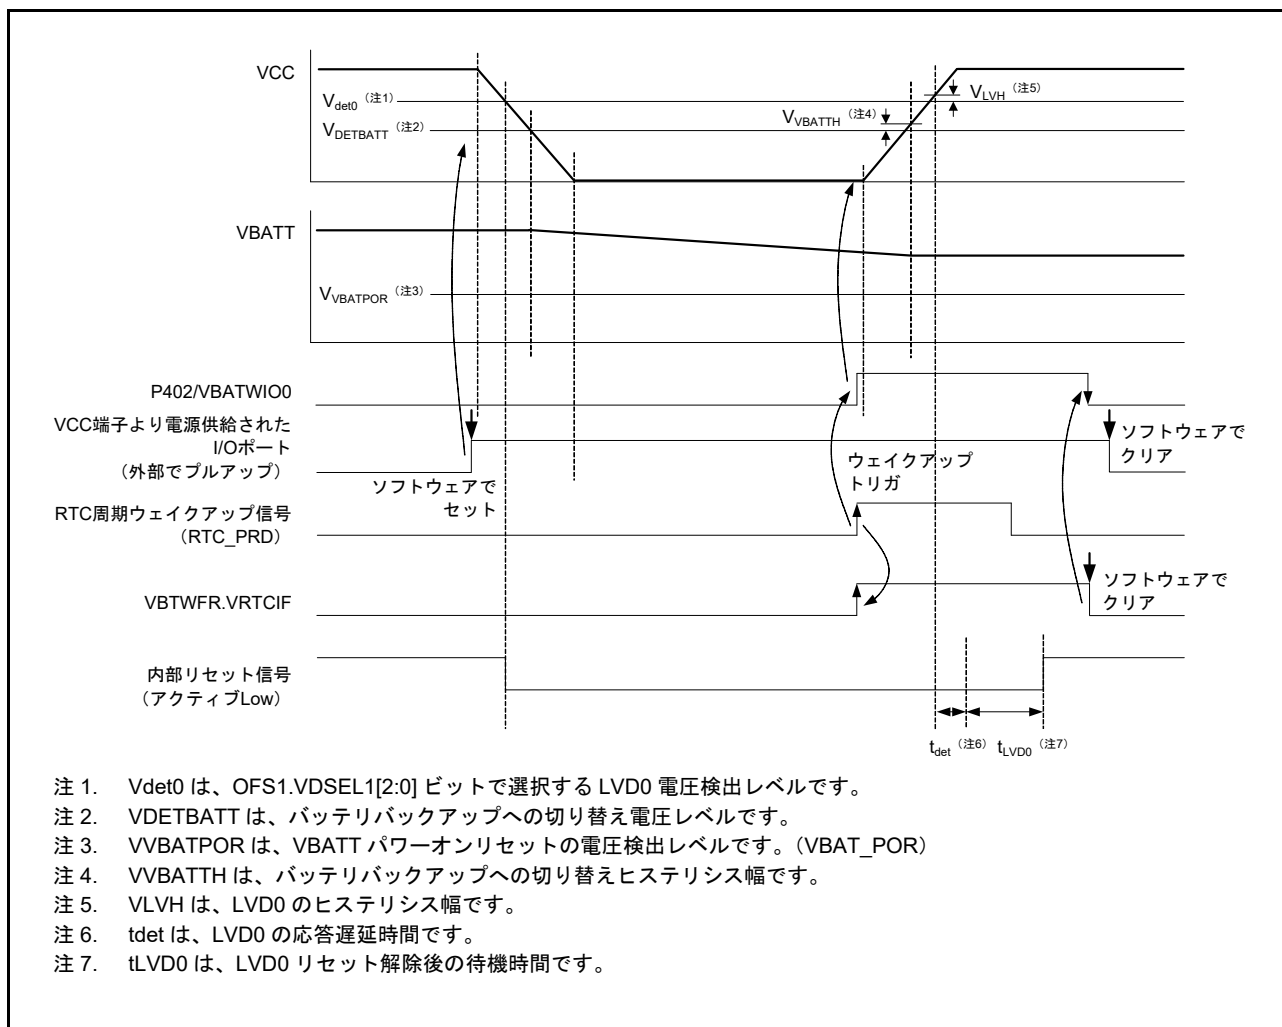 VCC
Vdet0（注1）
VDETBATT（注2）
VVBATTH（注4）
VLVH（注5）
VBATT
VVBATPOR（注3）
P402/VBATWIO0
VCC端子より電源供給された
I/Oポート
（外部でプルアップ）
ソフトウェアで
セット
ウェイクアップ
トリガ
ソフトウェアで
クリア
RTC周期ウェイクアップ信号
（RTC_PRD）
VBTWFR.VRTCIF
ソフトウェアで
クリア
内部リセット信号
（アクティブLow）
tdet（注6） tLVD0（注7）
注 1. Vdet0 は、OFS1.VDSEL1[2:0] ビットで選択する LVD0 電圧検出レベルです。
注 2. VDETBATT は、バッテリバックアップへの切り替え電圧レベルです。
注 3. VVBATPOR は、VBATT パワーオンリセットの電圧検出レベルです。（VBAT_POR）
注 4. VVBATTH は、バッテリバックアップへの切り替えヒステリシス幅です。
注 5. VLVH は、LVD0 のヒステリシス幅です。
注 6. tdet は、LVD0 の応答遅延時間です。
注 7. tLVD0 は、LVD0 リセット解除後の待機時間です。